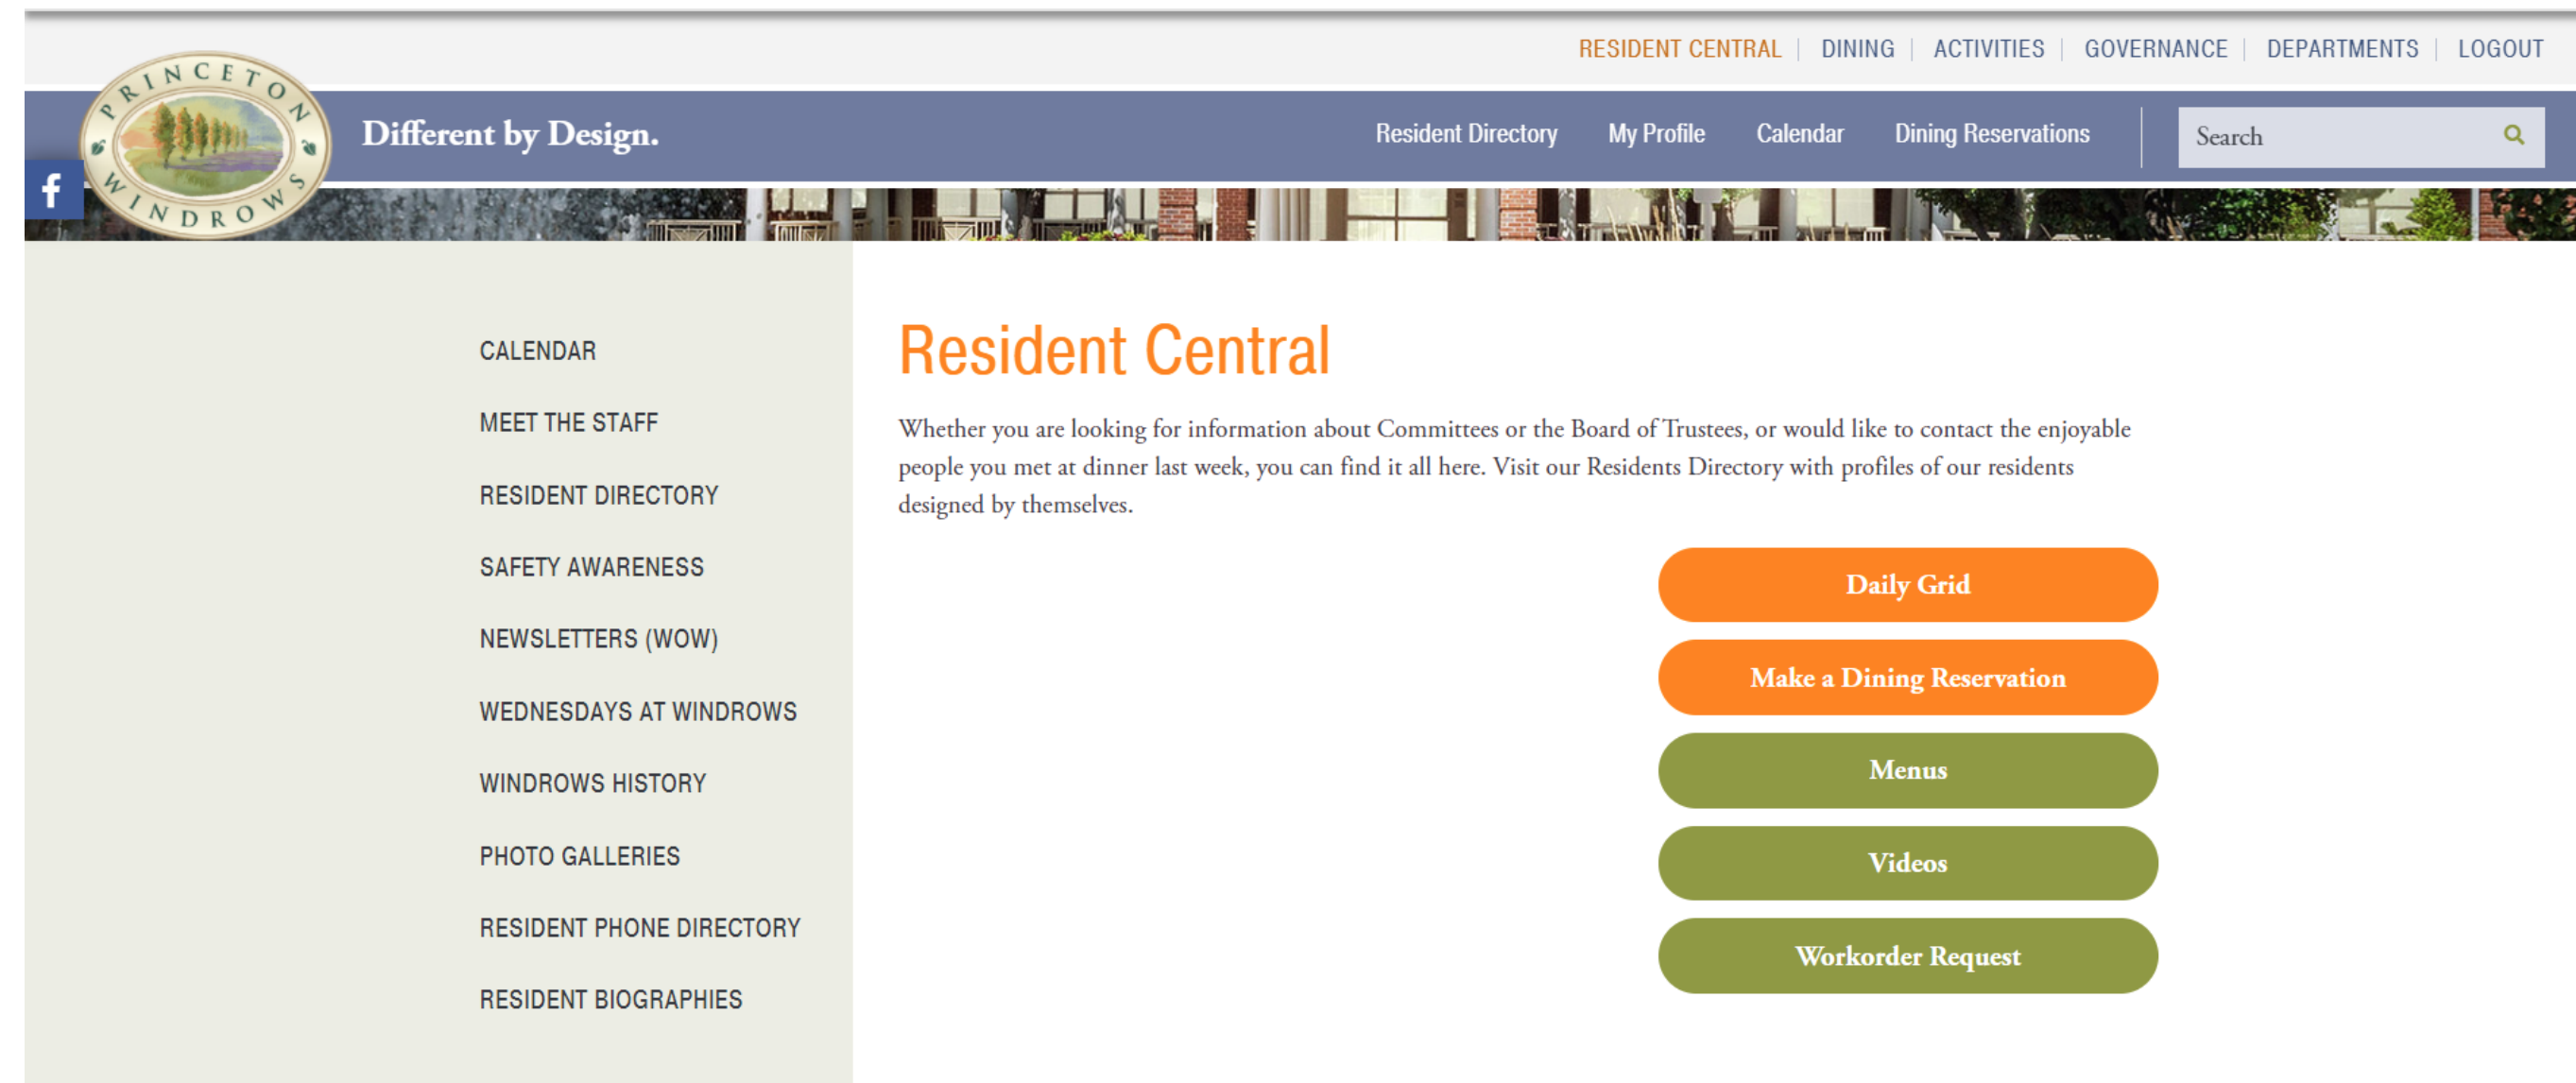 RESIDENT CENTRAL | DINING | ACTIVITIES | GOVERNANCE | DEPARTMENTS | LOGOUT
PRINCETON
WINDROWS
Different by Design.
Resident Directory My Profile Calendar Dining Reservations
Search
f
CALENDAR
MEET THE STAFF
RESIDENT DIRECTORY
SAFETY AWARENESS
NEWSLETTERS (WOW)
WEDNESDAYS AT WINDROWS
WINDROWS HISTORY
PHOTO GALLERIES
RESIDENT PHONE DIRECTORY
RESIDENT BIOGRAPHIES
Resident Central
Whether you are looking for information about Committees or the Board of Trustees, or would like to contact the enjoyable
people you met at dinner last week, you can find it all here. Visit our Residents Directory with profiles of our residents
designed by themselves.
Daily Grid
Make a Dining Reservation
Menus
Videos
Workorder Request